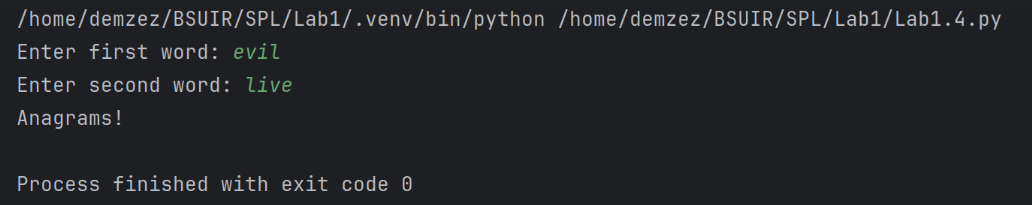 /home/demzez/BSUIR/SPL/Lab1/.venv/bin/python /home/demzez/BSUIR/SPL/Lab1/Lab1.4.py
Enter first word: evil
Enter second word: live
Anagrams!
Process finished with exit code 0